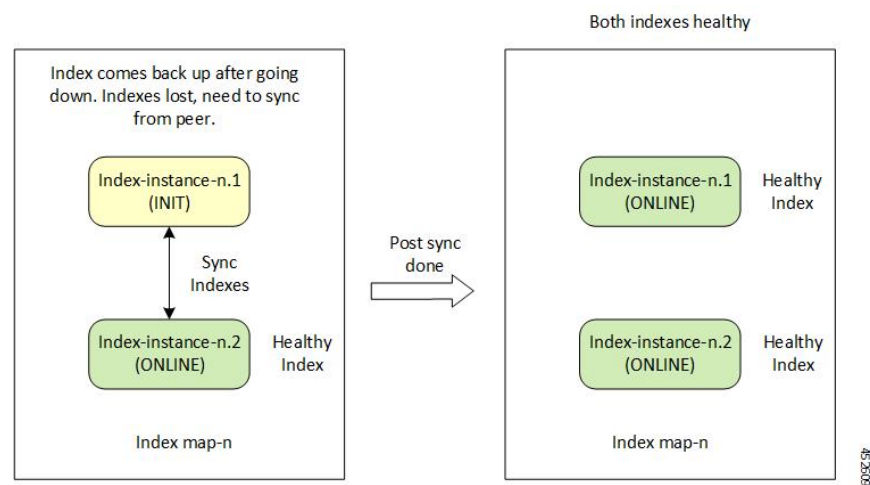 Both indexes healthy
Index comes back up after going
down. Indexes lost, need to sync
from peer.
Index-instance-n.1
(INIT)
Sync
Indexes
Index-instance-n.2
(ONLINE)
Healthy
Index
Index map-n
Post sync
done
Index-instance-n.1
(ONLINE)
Healthy
Index
Index-instance-n.2
(ONLINE)
Healthy
Index
Index map-n
452609